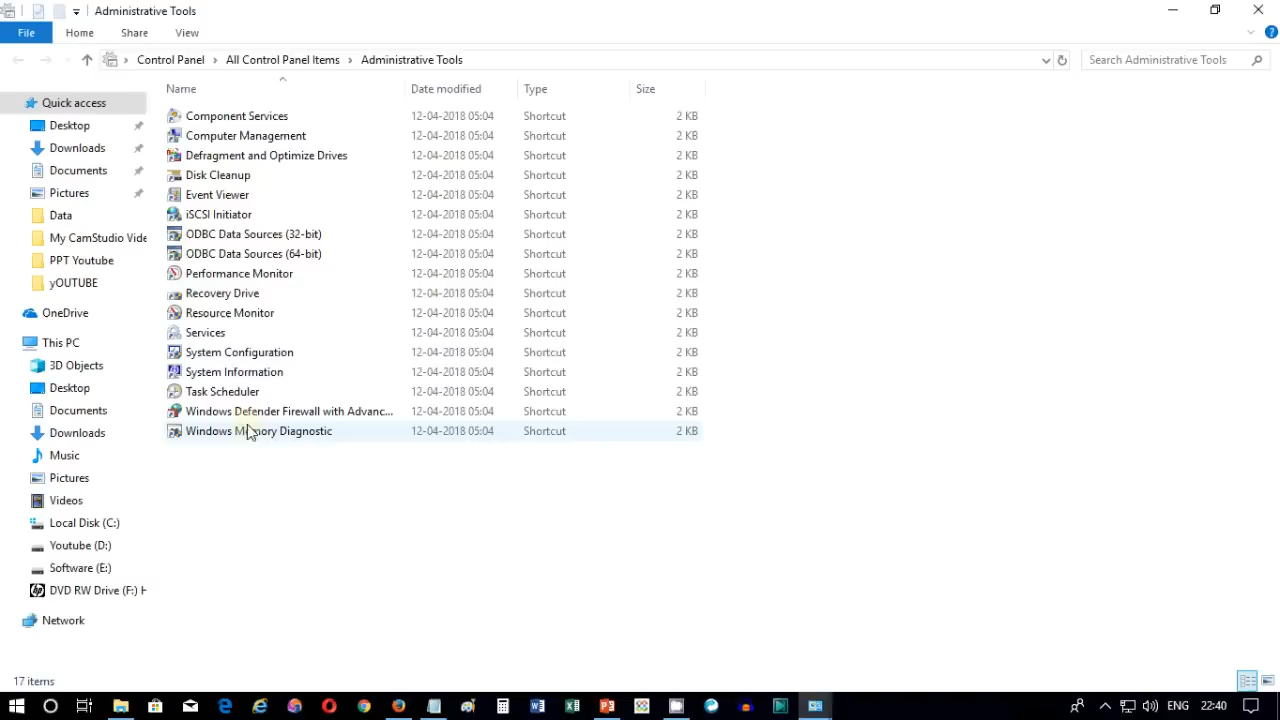 Administrative Tools
File Home Share View
Control Panel All Control Panel Items Administrative Tools Search Administrative Tools
Name Date modified Type Size
Quick access
Desktop
Downloads
Documents
Pictures
Data
My CamStudio Vide
PPT Youtube
yOUTUBE
OneDrive
This PC
3D Objects
Desktop
Documents
Downloads
Music
Pictures
Videos
Local Disk (C:)
Youtube (D:)
Software (E:)
DVD RW Drive (F:) H
Network
Component Services 12-04-2018 05:04 Shortcut 2 KB
Computer Management 12-04-2018 05:04 Shortcut 2 KB
Defragment and Optimize Drives 12-04-2018 05:04 Shortcut 2 KB
Disk Cleanup 12-04-2018 05:04 Shortcut 2 KB
Event Viewer 12-04-2018 05:04 Shortcut 2 KB
iSCSI Initiator 12-04-2018 05:04 Shortcut 2 KB
ODBC Data Sources (32-bit) 12-04-2018 05:04 Shortcut 2 KB
ODBC Data Sources (64-bit) 12-04-2018 05:04 Shortcut 2 KB
Performance Monitor 12-04-2018 05:04 Shortcut 2 KB
Recovery Drive 12-04-2018 05:04 Shortcut 2 KB
Resource Monitor 12-04-2018 05:04 Shortcut 2 KB
Services 12-04-2018 05:04 Shortcut 2 KB
System Configuration 12-04-2018 05:04 Shortcut 2 KB
System Information 12-04-2018 05:04 Shortcut 2 KB
Task Scheduler 12-04-2018 05:04 Shortcut 2 KB
Windows Defender Firewall with Advanc... 12-04-2018 05:04 Shortcut 2 KB
Windows Memory Diagnostic 12-04-2018 05:04 Shortcut 2 KB
17 items
ENG 22:40